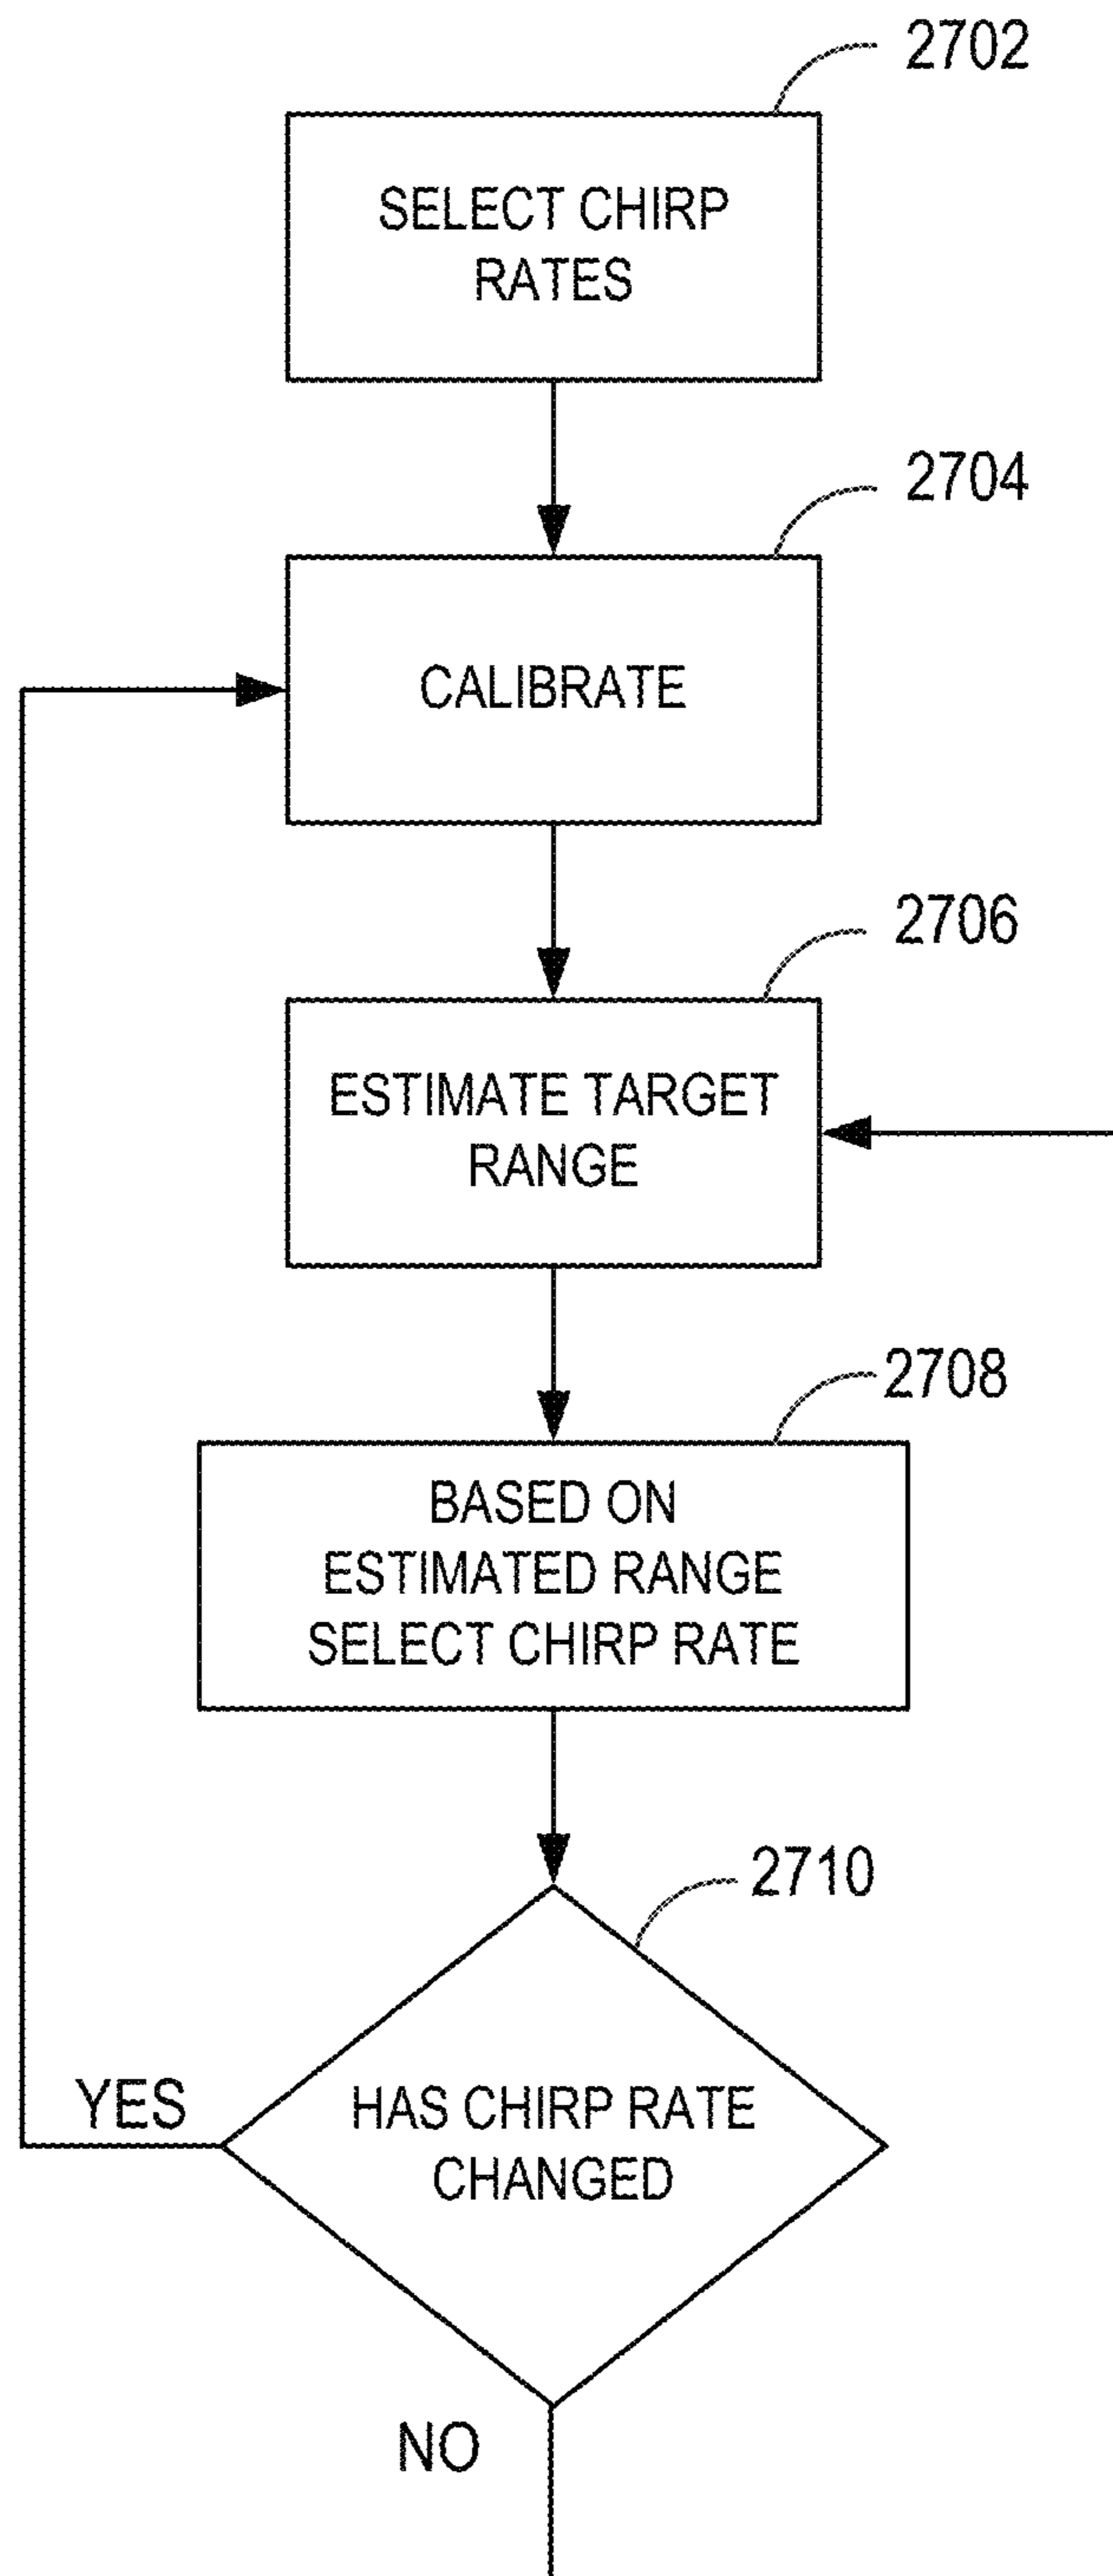 2702
SELECT CHIRP
RATES
2704
CALIBRATE
2706
ESTIMATE TARGET
RANGE
2708
BASED ON
ESTIMATED RANGE
SELECT CHIRP RATE
2710
YES
HAS CHIRP RATE
CHANGED
NO